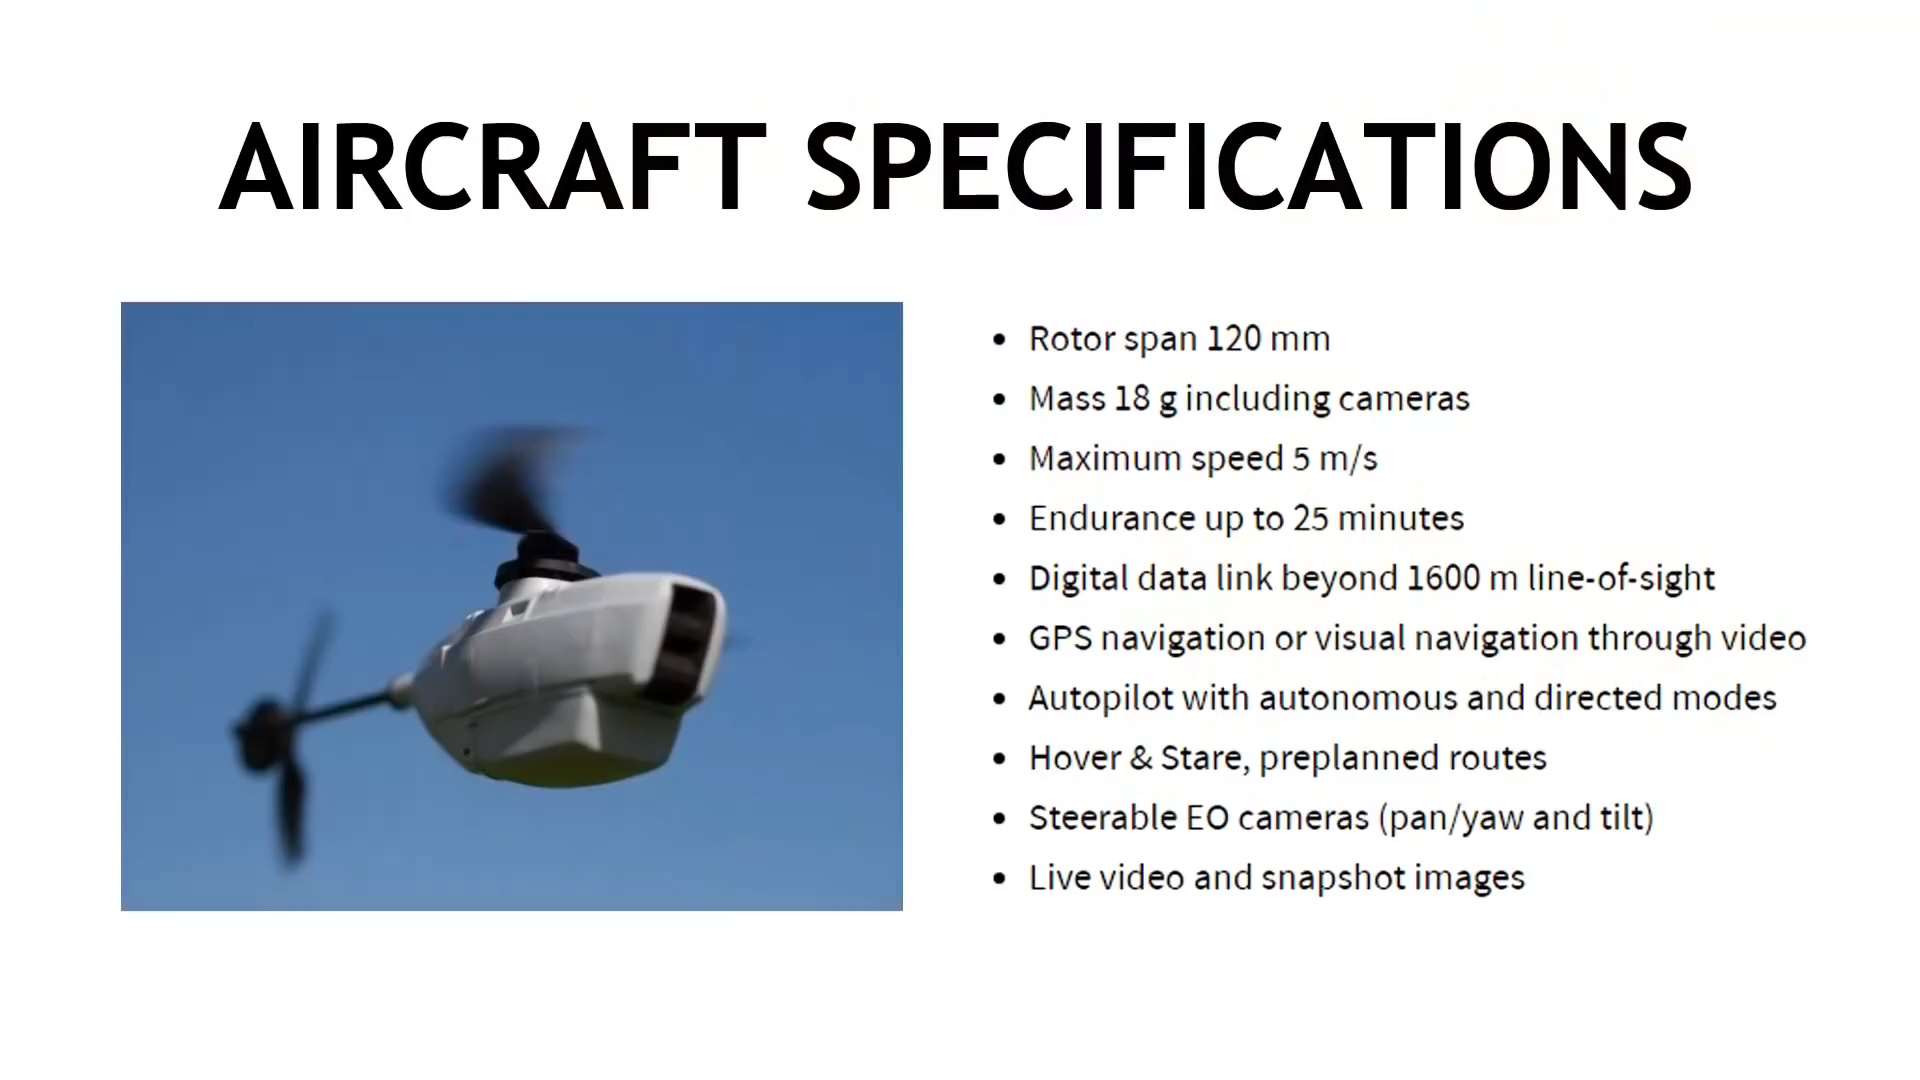 AIRCRAFT SPECIFICATIONS
• Rotor span 120 mm
• Mass 18 g including cameras
• Maximum speed 5 m/s
• Endurance up to 25 minutes
• Digital data link beyond 1600 m line-of-sight
• GPS navigation or visual navigation through video
• Autopilot with autonomous and directed modes
• Hover & Stare, preplanned routes
• Steerable EO cameras (pan/yaw and tilt)
• Live video and snapshot images